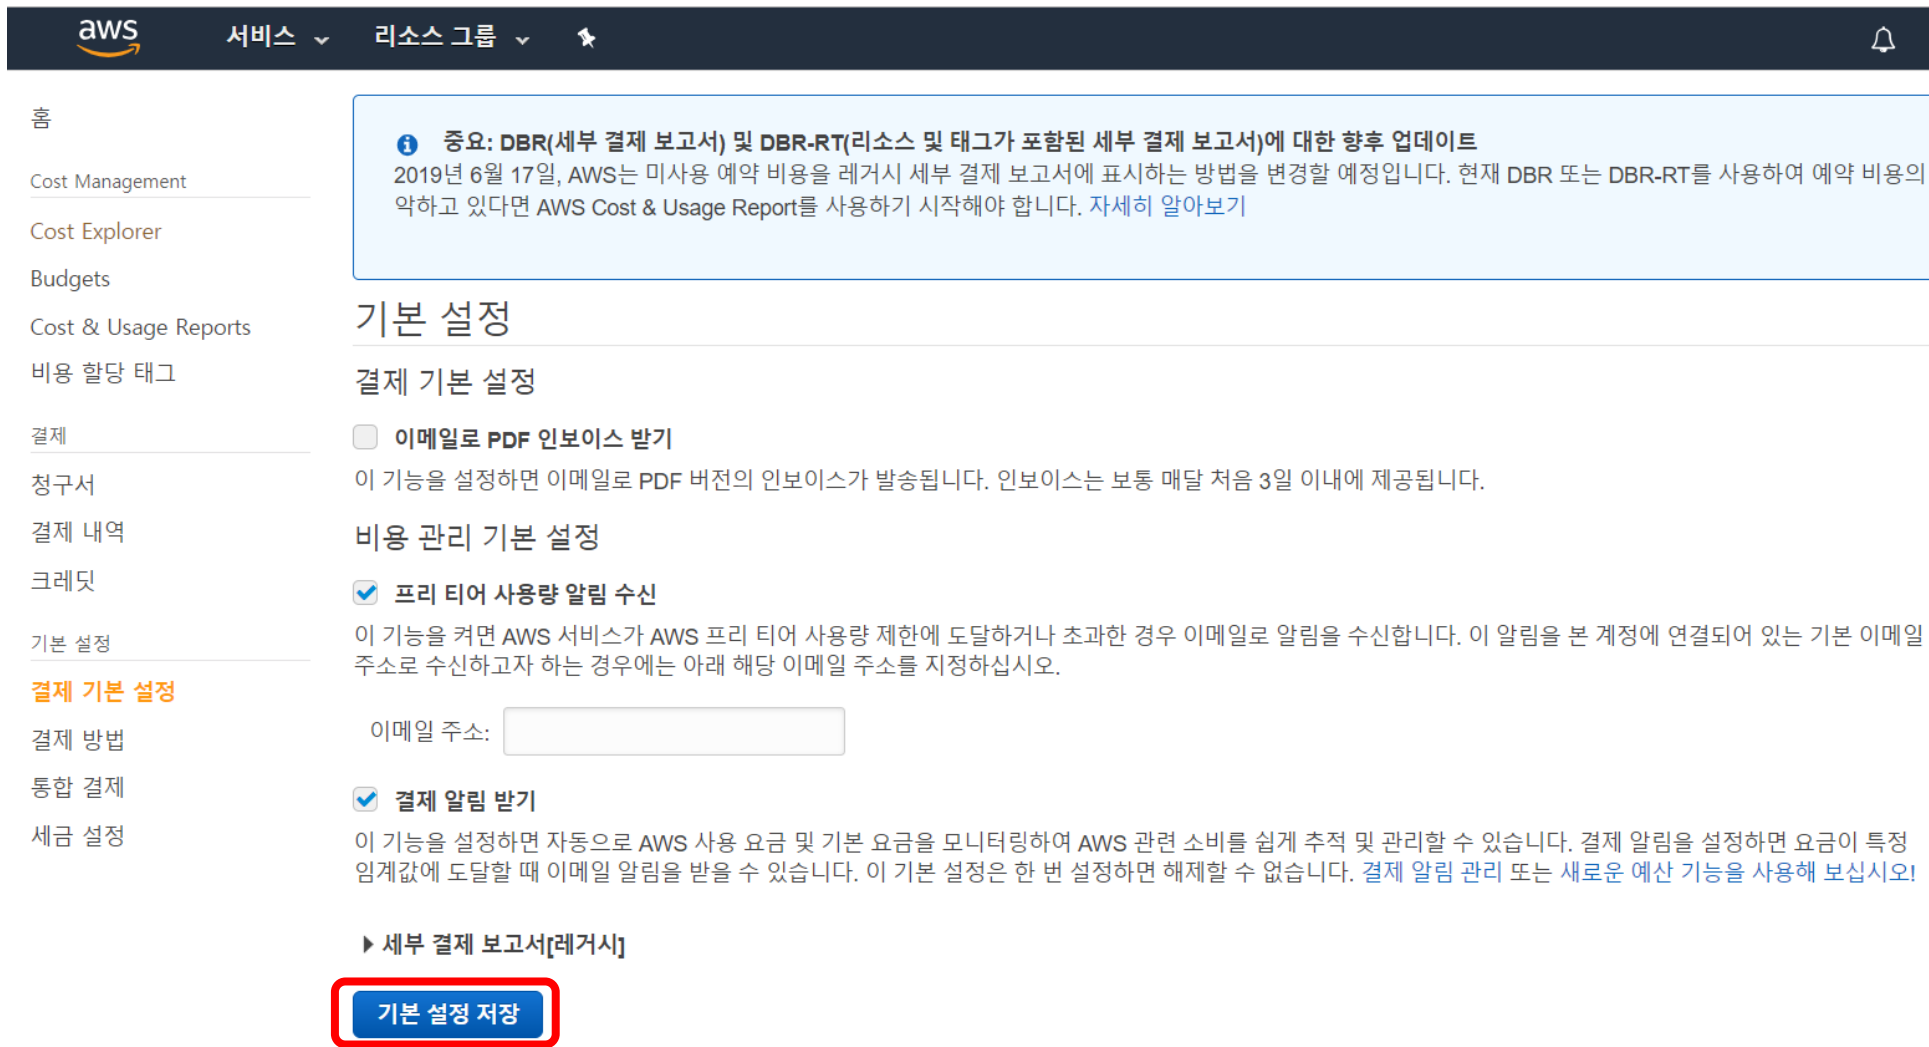 aws 서비스 리소스 그룹
홈
Cost Management
Cost Explorer
Budgets
Cost & Usage Reports
비용 할당 태그
결제
청구서
결제 내역
크레딧
기본 설정
결제 기본 설정
결제 방법
통합 결제
세금 설정
중요: DBR(세부 결제 보고서) 및 DBR-RT(리소스 및 태그가 포함된 세부 결제 보고서)에 대한 향후 업데이트
2019년 6월 17일, AWS는 미사용 예약 비용을 레거시 세부 결제 보고서에 표시하는 방법을 변경할 예정입니다. 현재 DBR 또는 DBR-RT를 사용하여 예약 비용의
악하고 있다면 AWS Cost & Usage Report를 사용하기 시작해야 합니다. 자세히 알아보기
기본 설정
결제 기본 설정
이메일로 PDF 인보이스 받기
이 기능을 설정하면 이메일로 PDF 버전의 인보이스가 발송됩니다. 인보이스는 보통 매달 처음 3일 이내에 제공됩니다.
비용 관리 기본 설정
프리 티어 사용량 알림 수신
이 기능을 켜면 AWS 서비스가 AWS 프리 티어 사용량 제한에 도달하거나 초과한 경우 이메일로 알림을 수신합니다. 이 알림을 본 계정에 연결되어 있는 기본 이메일
주소로 수신하고자 하는 경우에는 아래 해당 이메일 주소를 지정하십시오.
이메일 주소:
결제 알림 받기
이 기능을 설정하면 자동으로 AWS 사용 요금 및 기본 요금을 모니터링하여 AWS 관련 소비를 쉽게 추적 및 관리할 수 있습니다. 결제 알림을 설정하면 요금이 특정
임계값에 도달할 때 이메일 알림을 받을 수 있습니다. 이 기본 설정은 한 번 설정하면 해제할 수 없습니다. 결제 알림 관리 또는 새로운 예산 기능을 사용해 보십시오!
세부 결제 보고서[레거시]
기본 설정 저장